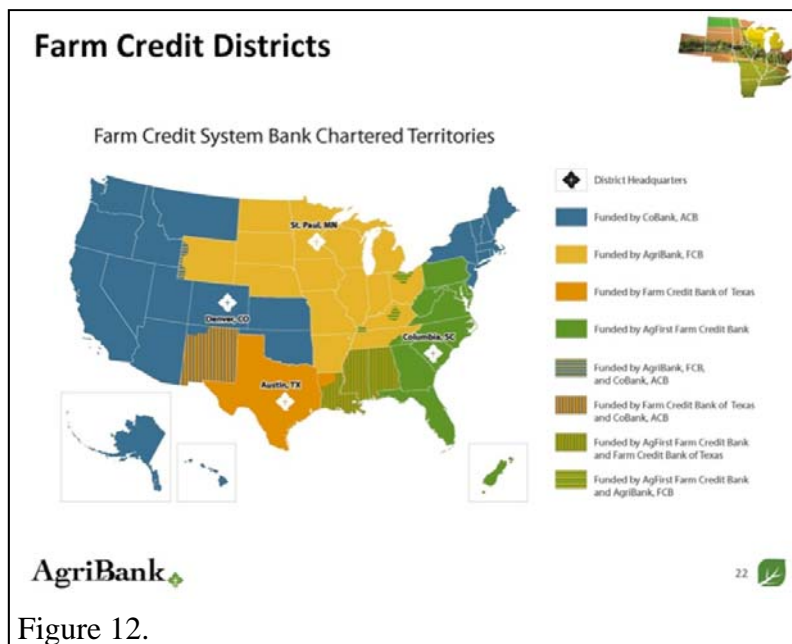 Farm Credit Districts
Farm Credit System Bank Chartered Territories
St. Paul, MN
Denver, CO
Columbia, SC
Austin, TX
District Headquarters
Funded by CoBank, ACB
Funded by AgriBank, FCB
Funded by Farm Credit Bank of Texas
Funded by AgFirst Farm Credit Bank
Funded by AgriBank, FCB,
and CoBank, ACB
Funded by Farm Credit Bank of Texas
and CoBank, ACB
Funded by AgFirst Farm Credit Bank
and Farm Credit Bank of Texas
Funded by AgFirst Farm Credit Bank
and AgriBank, FCB
AgriBank
22
Figure 12.